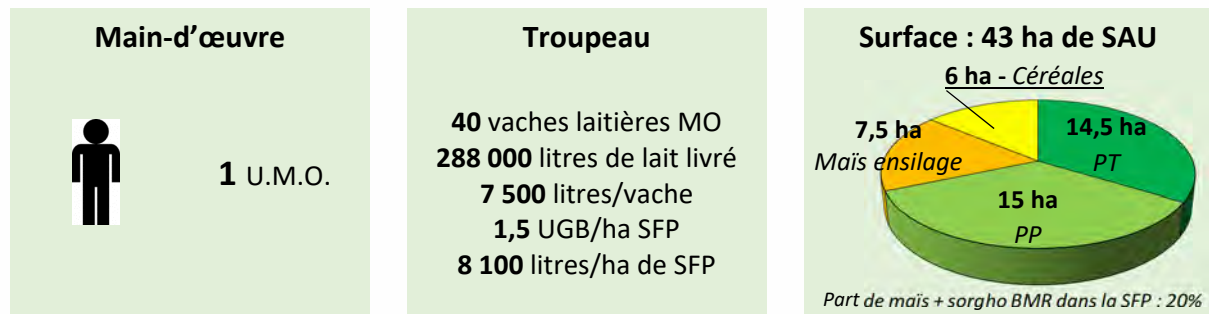 Main-d'œuvre
1 U.M.O.
Troupeau
40 vaches laitières MO
288 000 litres de lait livré
7 500 litres/vache
1,5 UGB/ha SFP
8 100 litres/ha de SFP
Surface : 43 ha de SAU
6 ha - Céréales
7,5 ha
Maïs ensilage
14,5 ha
PT
15 ha
PP
Part de maïs + sorgho BMR dans la SFP : 20%